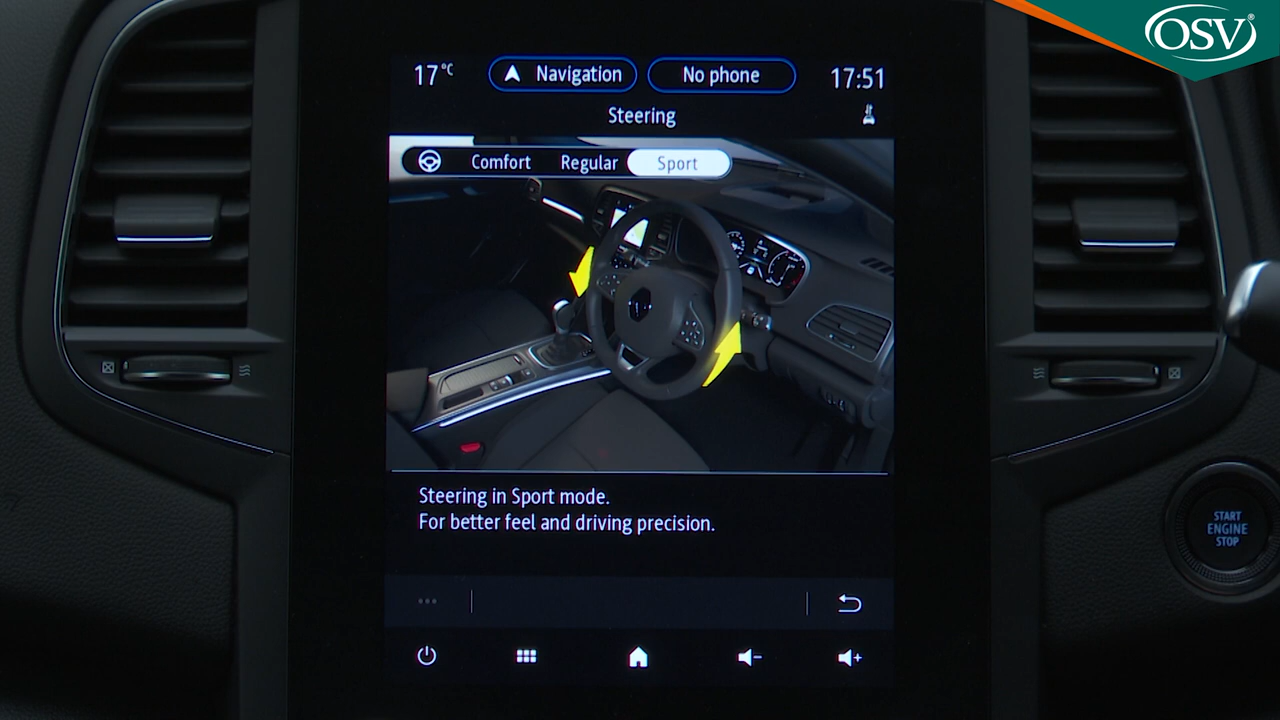 OSV®
17°C
Navigation
No phone
17:51
Steering
Comfort
Regular
Sport
Steering in Sport mode.
For better feel and driving precision.
START
ENGINE
STOP